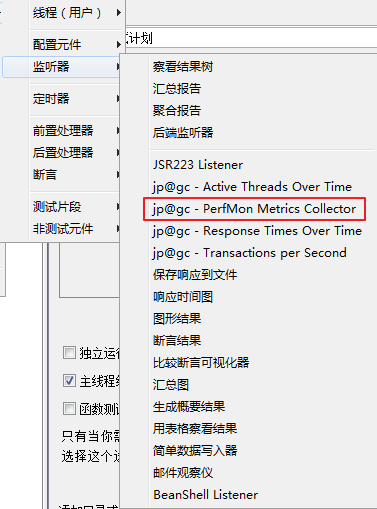 线程（用户）
配置元件
监听器
定时器
前置处理器
后置处理器
断言
测试片段
非测试元件
计划
察看结果树
汇总报告
聚合报告
后端监听器
JSR223 Listener
jp@gc - Active Threads Over Time
jp@gc - PerfMon Metrics Collector
jp@gc - Response Times Over Time
jp@gc - Transactions per Second
保存响应到文件
响应时间图
图形结果
断言结果
比较断言可视化器
汇总图
生成概要结果
用表格察看结果
简单数据写入器
邮件观察仪
BeanShell Listener
独立运行
主线程
函数测
只有当你需
选择这个选